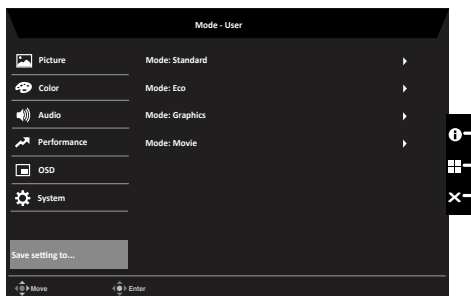 Mode - User
Picture
Mode: Standard
Color
Mode: Eco
Audio
Mode: Graphics
Performance
Mode: Movie
OSD
System
Save setting to...
Move
Enter